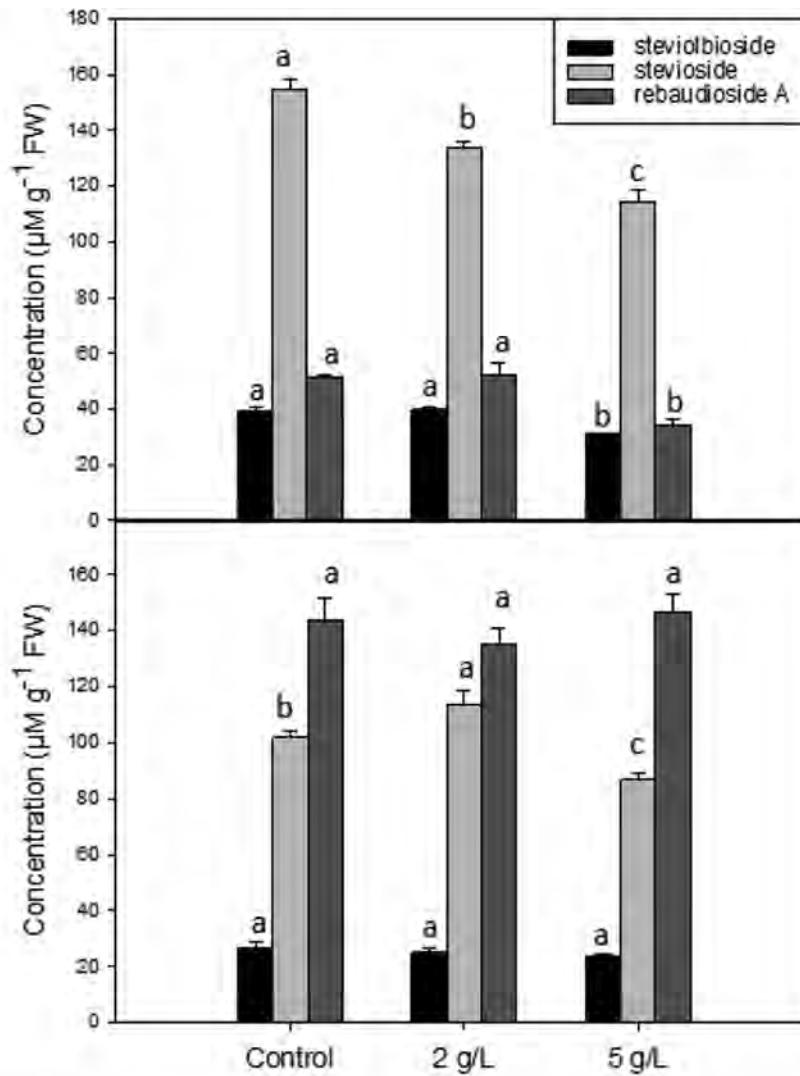 180
160
140
120
100
80
60
40
20
0
Concentration (µM g⁻¹ FW)
steviolbioside
stevioside
rebaudioside A
a
a
a
a
b
a
b
c
b
160
140
120
100
80
60
40
20
0
Concentration (µM g⁻¹ FW)
a
b
a
a
a
a
a
c
a
Control
2 g/L
5 g/L